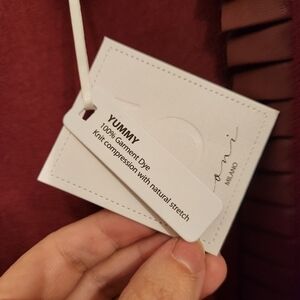 YUMMY
100% Garment Dye
Knit compression with natural stretch
MILANO